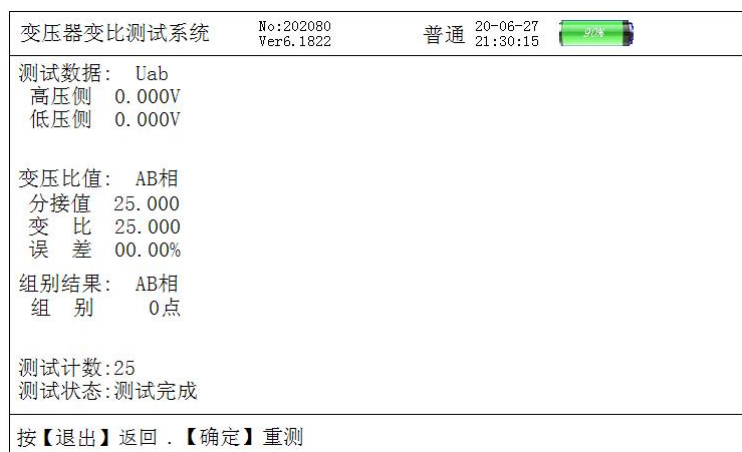 变压器变比测试系统 No:202080 普通 20-06-27 90%
Ver6.1822 21:30:15
测试数据: Uab
高压侧 0.000V
低压侧 0.000V
变压比值: AB相
分接值 25.000
变 比 25.000
误 差 00.00%
组别结果: AB相
组 别 0点
测试计数:25
测试状态:测试完成
按【退出】返回．【确定】重测